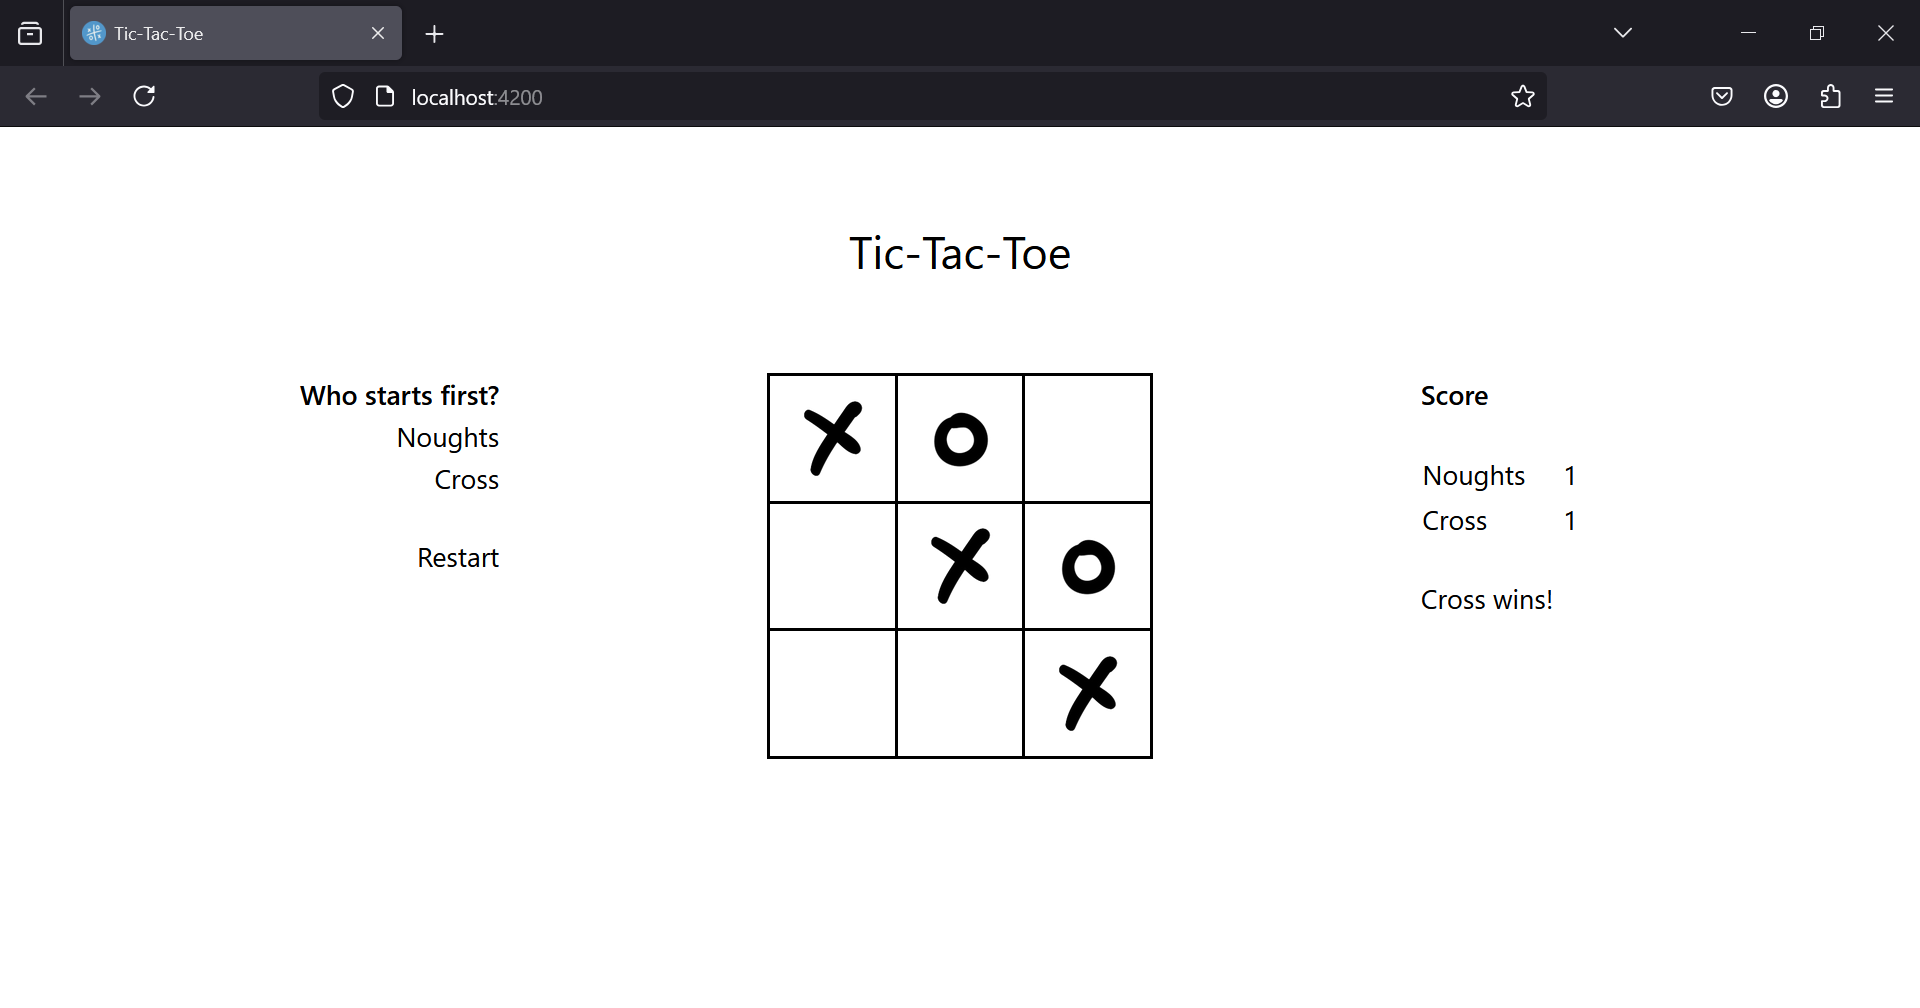 Tic-Tac-Toe
localhost:4200
Tic-Tac-Toe
Who starts first?
Noughts
Cross
Restart
Score
Noughts 1
Cross 1
Cross wins!